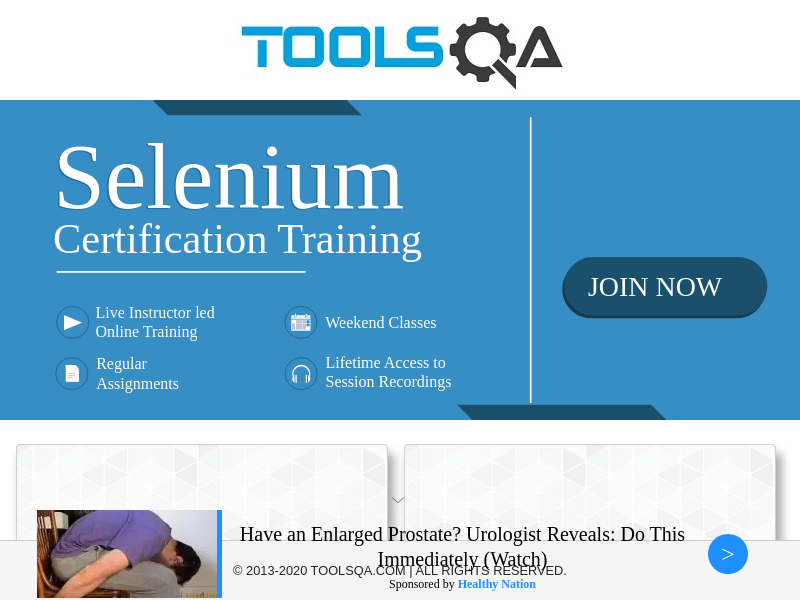 TOOLSQA
Selenium
Certification Training
Live Instructor led
Online Training
Weekend Classes
Regular
Assignments
Lifetime Access to
Session Recordings
JOIN NOW
Have an Enlarged Prostate? Urologist Reveals: Do This
Immediately (Watch)
Sponsored by Healthy Nation
>
© 2013-2020 TOOLSQA.COM | ALL RIGHTS RESERVED.